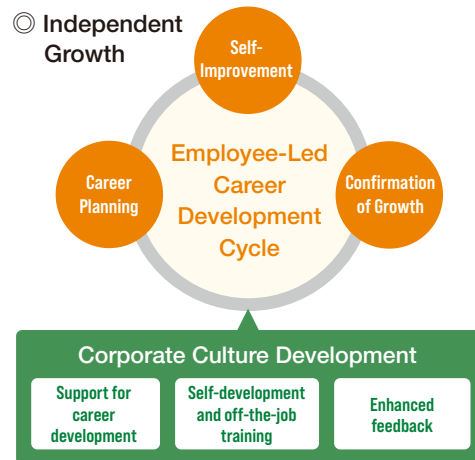 ◎ Independent
Growth
Self-
Improvement
Career
Planning
Employee-Led
Career
Development
Cycle
Confirmation
of Growth
Corporate Culture Development
Support for
career
development
Self-development
and off-the-job
training
Enhanced
feedback